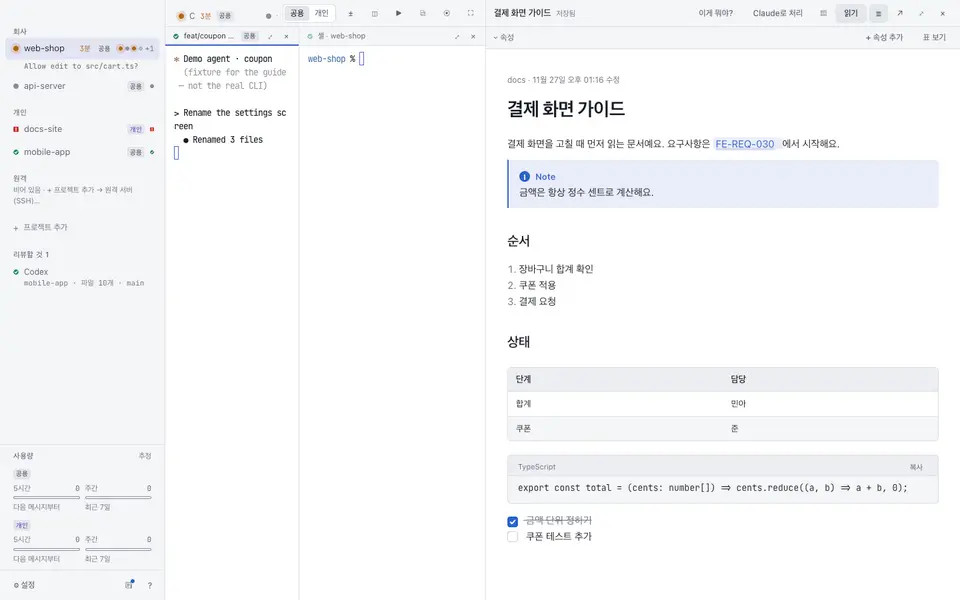 회사
web-shop 3분 공용 +1
Allow edit to src/cart.ts?
api-server 공용
개인
docs-site 개인
mobile-app 공용
원격
비어 있음 · + 프로젝트 추가 → 원격 서버
(SSH)…
+ 프로젝트 추가
리뷰할 것 1
Codex
mobile-app · 파일 10개 · main
사용량 추정
공용
5시간 0 주간 0
다음 메시지부터 최근 7일
개인
5시간 0 주간 0
다음 메시지부터 최근 7일
설정 ?
C 3분 공용
공용 개인
feat/coupon … 공용
* Demo agent · coupon
(fixture for the guide
— not the real CLI)
> Rename the settings sc
reen
● Renamed 3 files
셸 · web-shop
web-shop %
결제 화면 가이드 저장됨 이게 뭐야? Claude로 처리 읽기
속성 + 속성 추가 표 보기
docs · 11월 27일 오후 01:16 수정
결제 화면 가이드
결제 화면을 고칠 때 먼저 읽는 문서예요. 요구사항은 FE-REQ-030 에서 시작해요.
Note
금액은 항상 정수 센트로 계산해요.
순서
1. 장바구니 합계 확인
2. 쿠폰 적용
3. 결제 요청
상태
단계 담당
합계 민아
쿠폰 준
TypeScript 복사
export const total = (cents: number[]) => cents.reduce((a, b) => a + b, 0);
금액 단위 정하기
쿠폰 테스트 추가